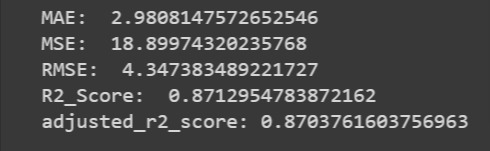 MAE:  2.9808147572652546
MSE:  18.89974320235768
RMSE:  4.347383489221727
R2_Score:  0.8712954783872162
adjusted_r2_score: 0.8703761603756963